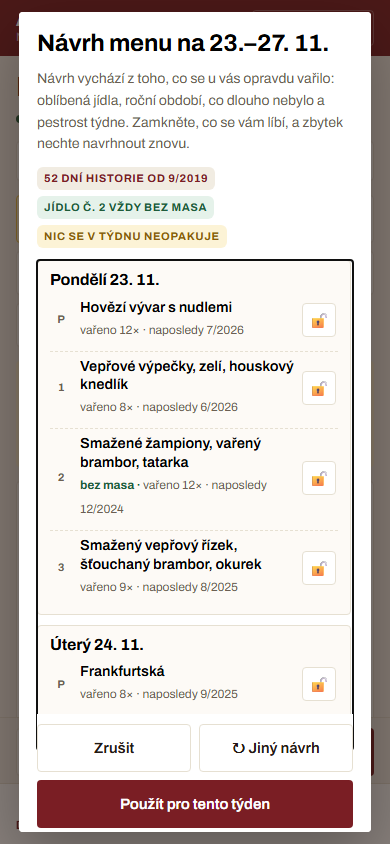 Návrh menu na 23.–27. 11.
Návrh vychází z toho, co se u vás opravdu vařilo:
oblíbená jídla, roční období, co dlouho nebylo a
pestrost týdne. Zamkněte, co se vám líbí, a zbytek
nechte navrhnout znovu.
52 DNÍ HISTORIE OD 9/2019
JÍDLO Č. 2 VŽDY BEZ MASA
NIC SE V TÝDNU NEOPAKUJE
Pondělí 23. 11.
P Hovězí vývar s nudlemi
vařeno 12× · naposledy 7/2026
1 Vepřové výpečky, zelí, houskový
knedlík
vařeno 8× · naposledy 6/2026
2 Smažené žampiony, vařený
brambor, tatarka
bez masa · vařeno 12× · naposledy
12/2024
3 Smažený vepřový řízek,
šťouchaný brambor, okurek
vařeno 9× · naposledy 8/2025
Úterý 24. 11.
P Frankfurtská
vařeno 8× · naposledy 9/2025
Zrušit
↻ Jiný návrh
Použít pro tento týden